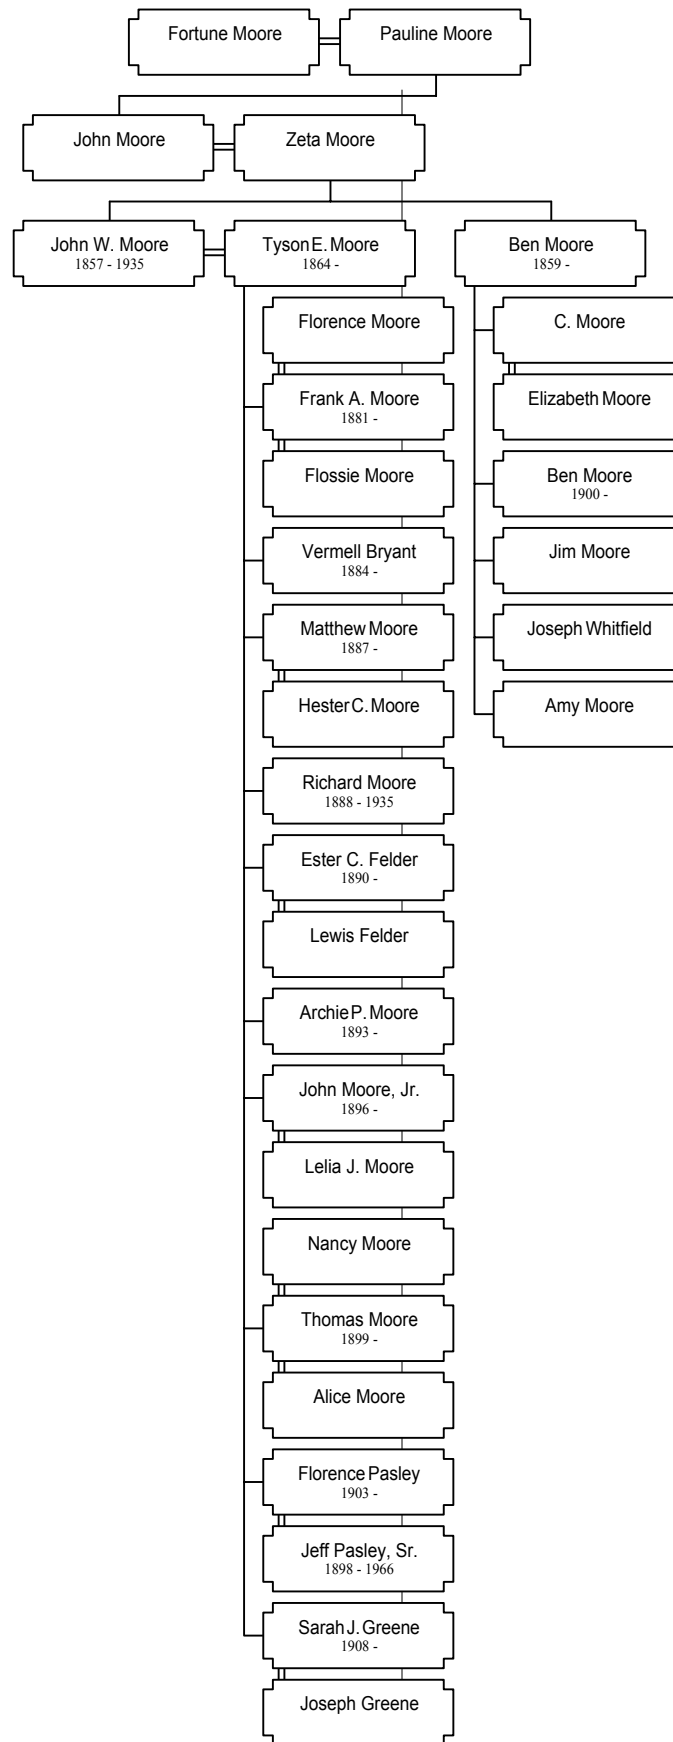 Fortune Moore
Pauline Moore
John Moore
Zeta Moore
John W. Moore
1857 - 1935
Tyson E. Moore
1864 -
Ben Moore
1859 -
Florence Moore
Frank A. Moore
1881 -
Flossie Moore
Vermell Bryant
1884 -
Matthew Moore
1887 -
Hester C. Moore
Richard Moore
1888 - 1935
Ester C. Felder
1890 -
Lewis Felder
Archie P. Moore
1893 -
John Moore, Jr.
1896 -
Lelia J. Moore
Nancy Moore
Thomas Moore
1899 -
Alice Moore
Florence Pasley
1903 -
Jeff Pasley, Sr.
1898 - 1966
Sarah J. Greene
1908 -
Joseph Greene
C. Moore
Elizabeth Moore
Ben Moore
1900 -
Jim Moore
Joseph Whitfield
Amy Moore